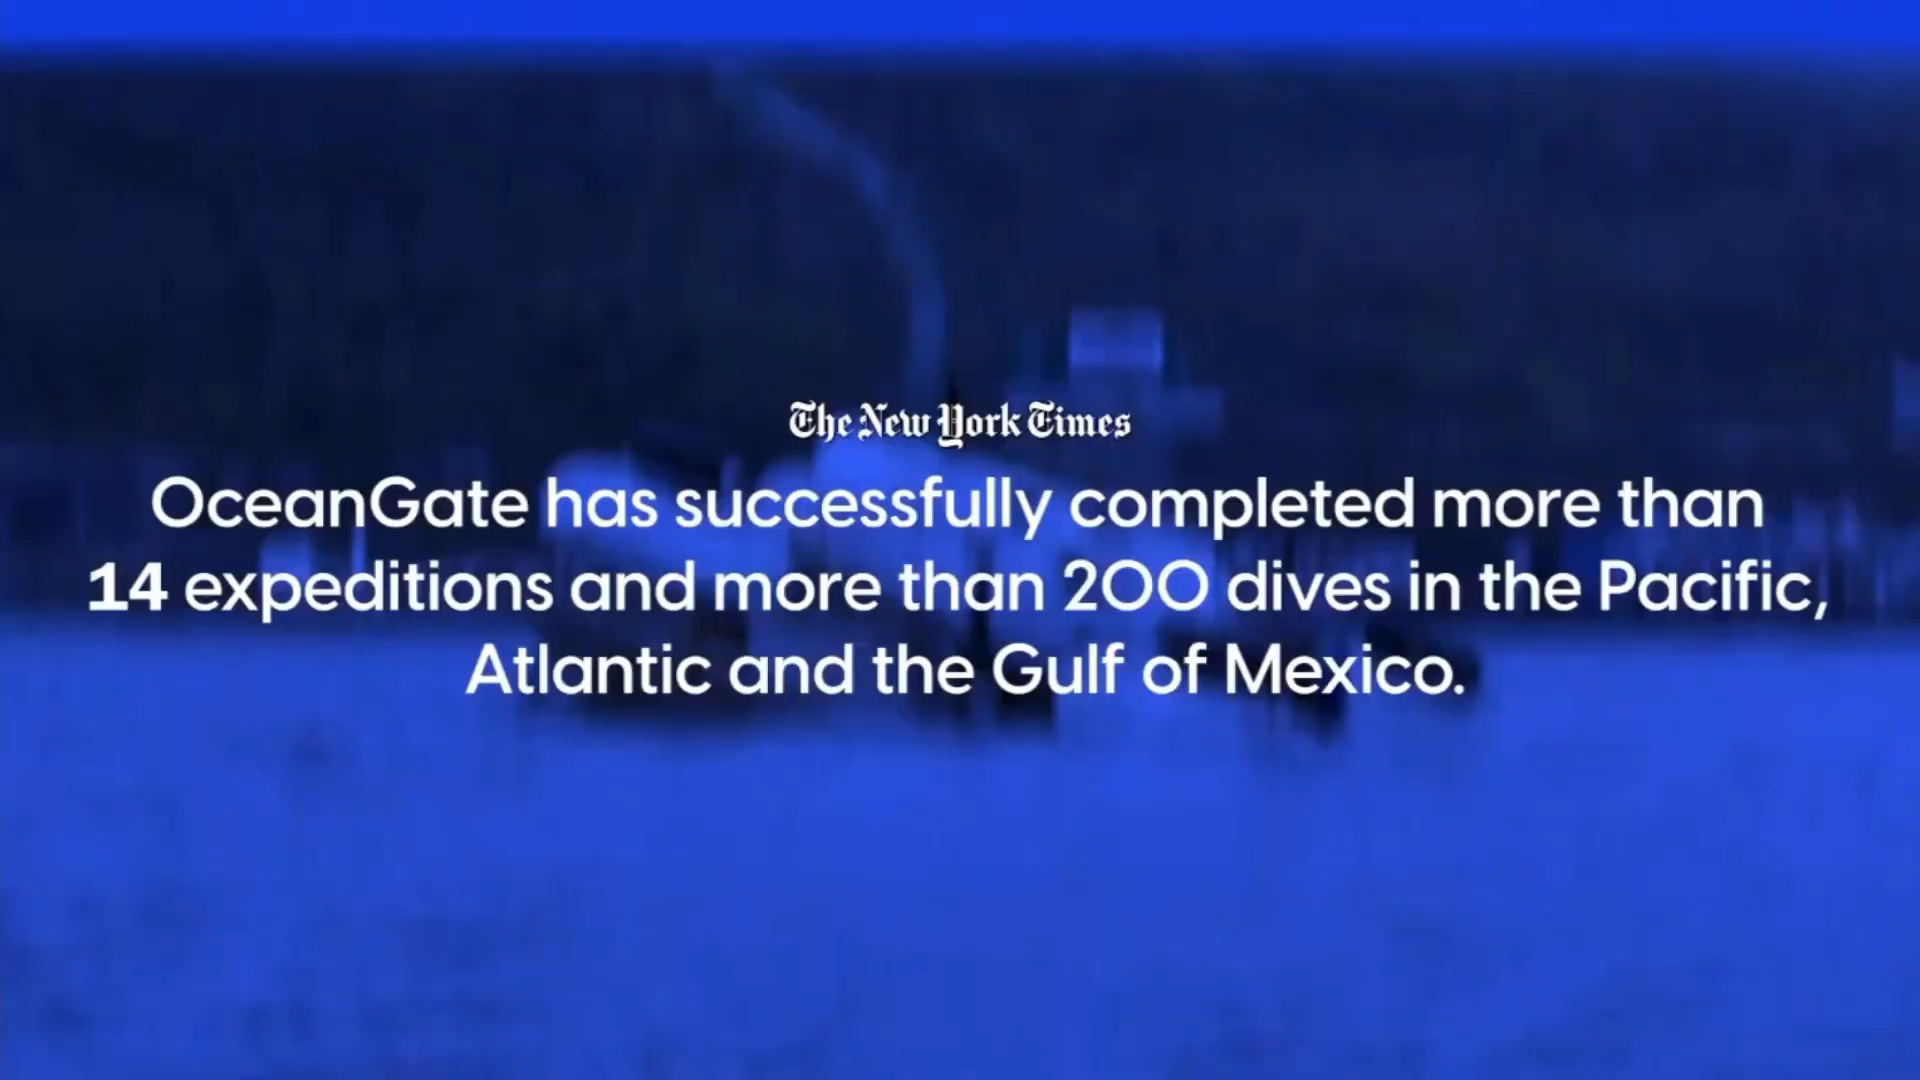 The New York Times
OceanGate has successfully completed more than
14 expeditions and more than 200 dives in the Pacific,
Atlantic and the Gulf of Mexico.